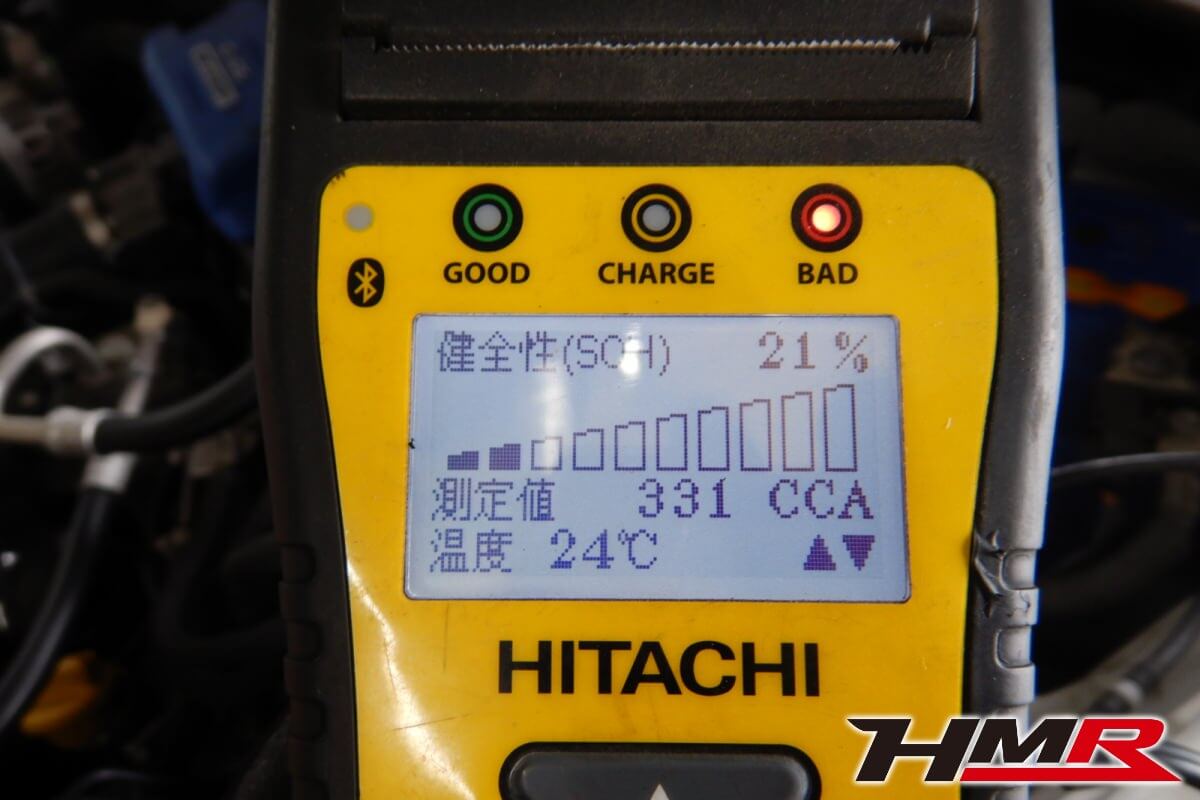 GOOD CHARGE BAD
健全性(SOH) 21%
測定値 331 CCA
温度 24℃
HITACHI
HMR